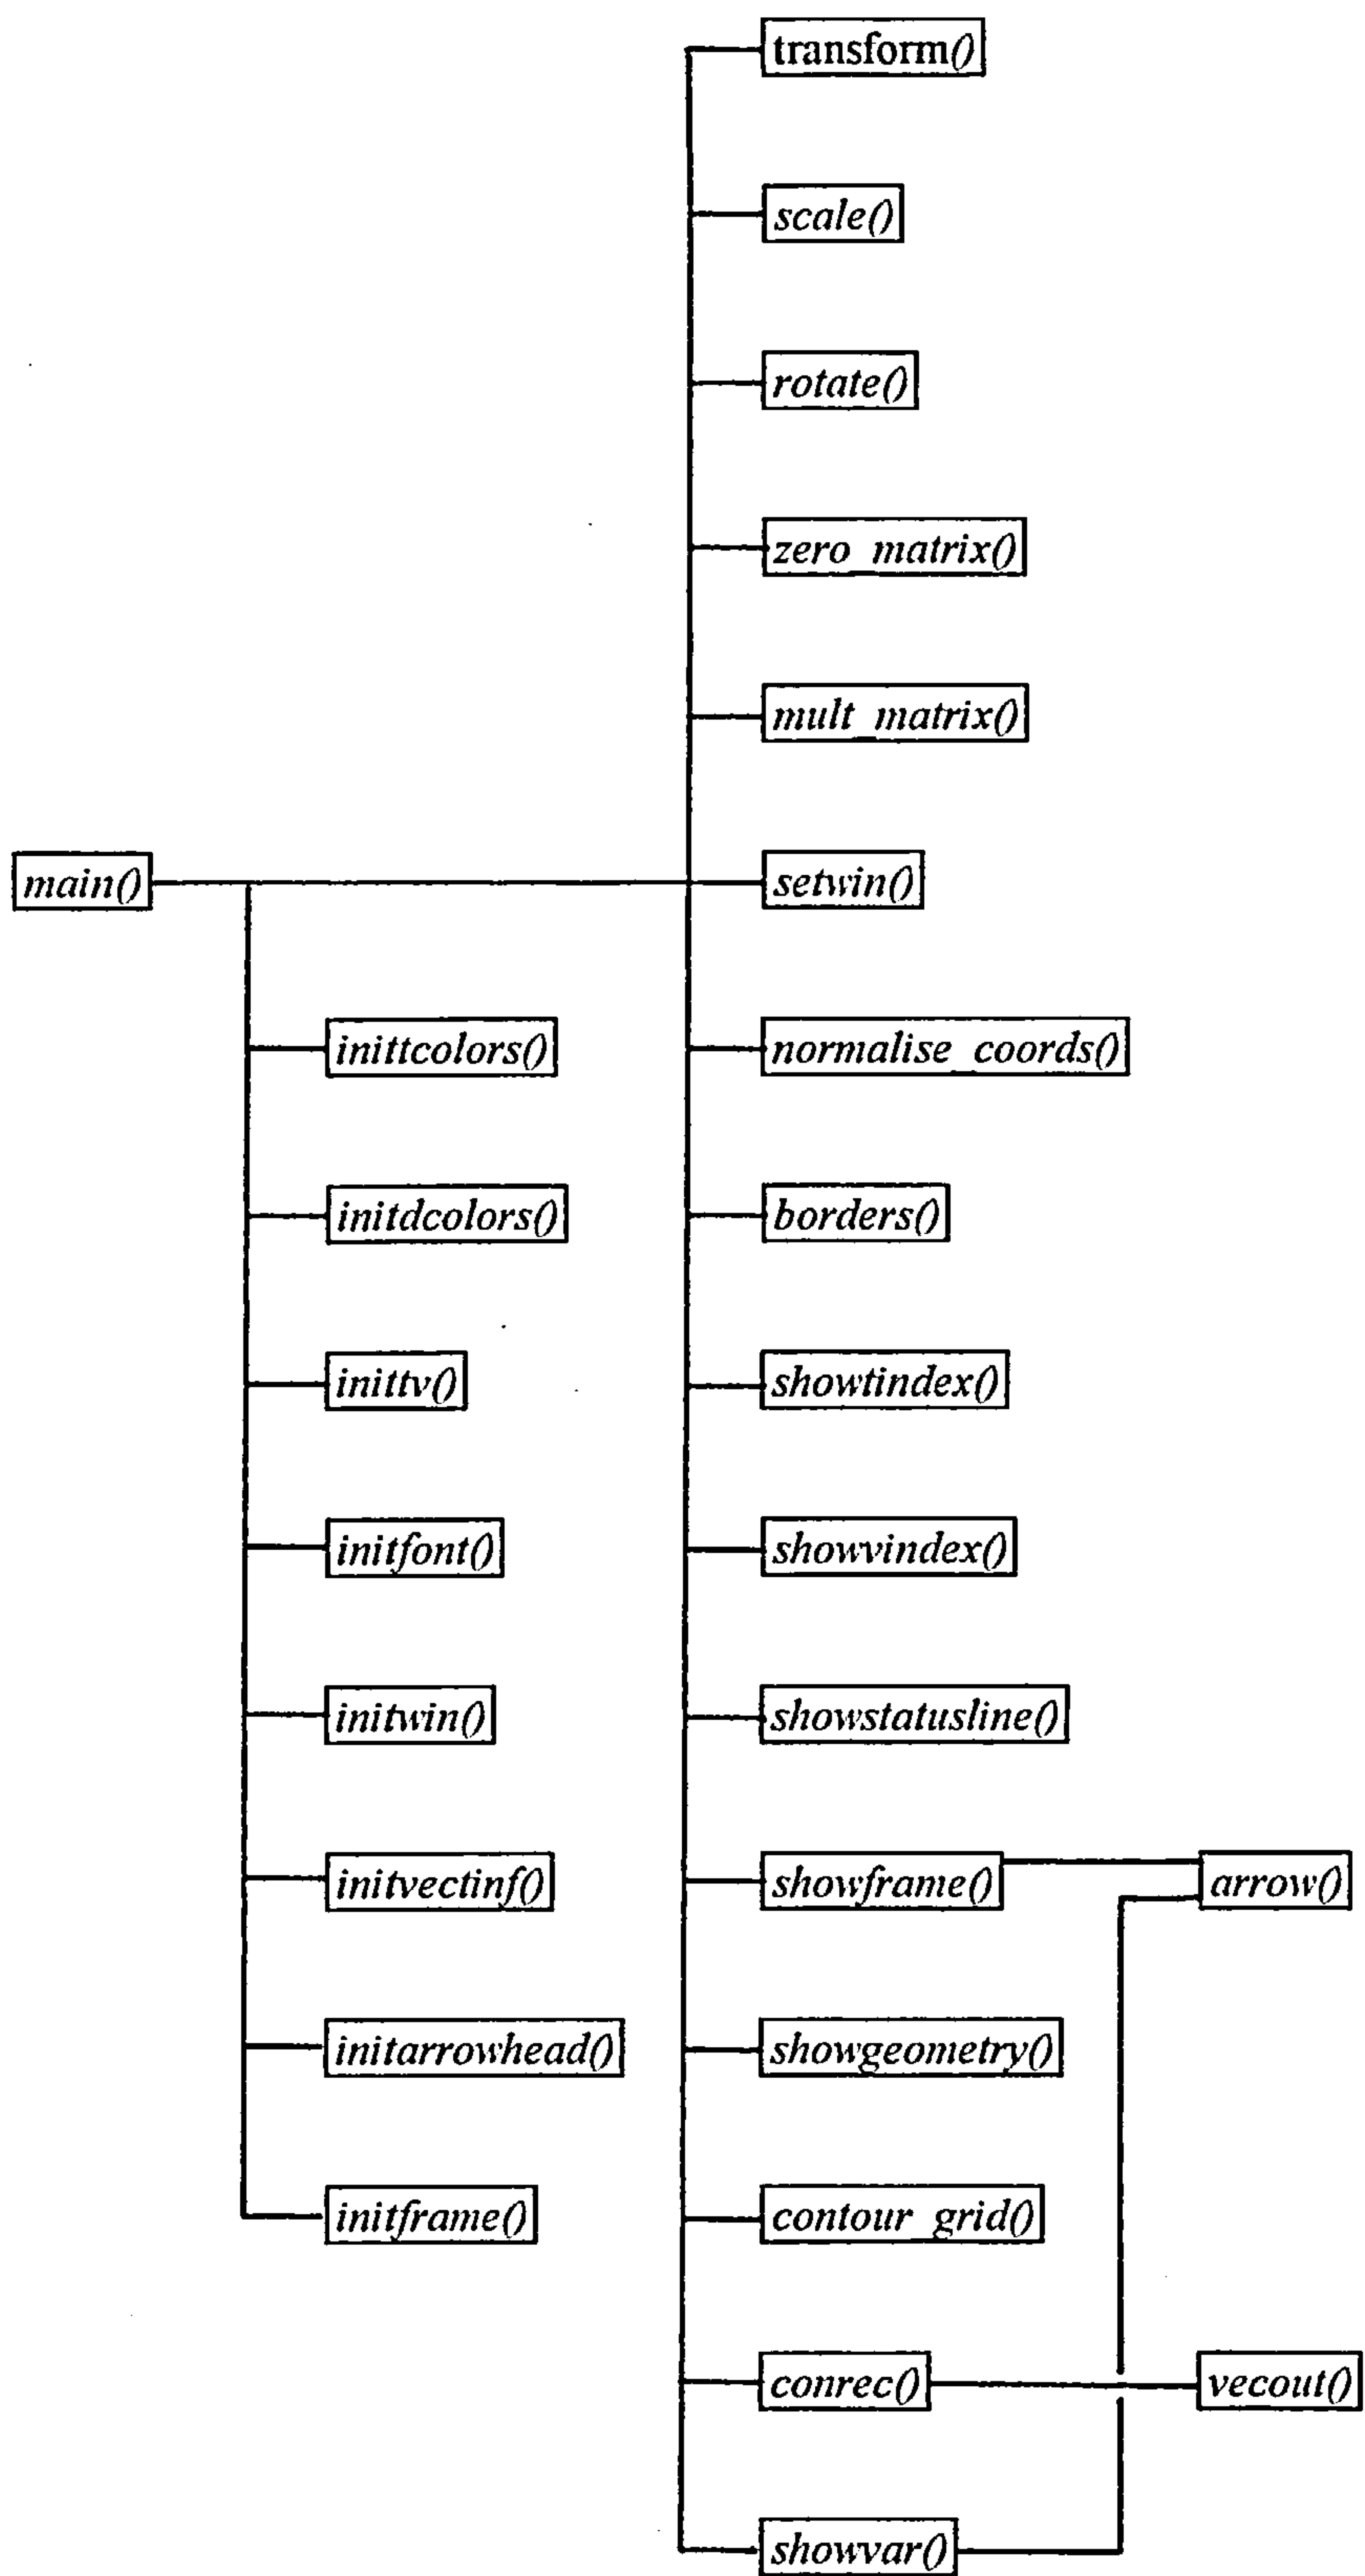 transform()
scale()
rotate()
zero_matrix()
mult_matrix()
main()
setwin()
inittcolors()
normalise_coords()
initdcolors()
borders()
inittv()
showtindex()
initfont()
showvindex()
initwin()
showstatusline()
initvectinf()
showframe()
arrow()
initarrowhead()
showgeometry()
initframe()
contour_grid()
conrec()
vecout()
showvar()